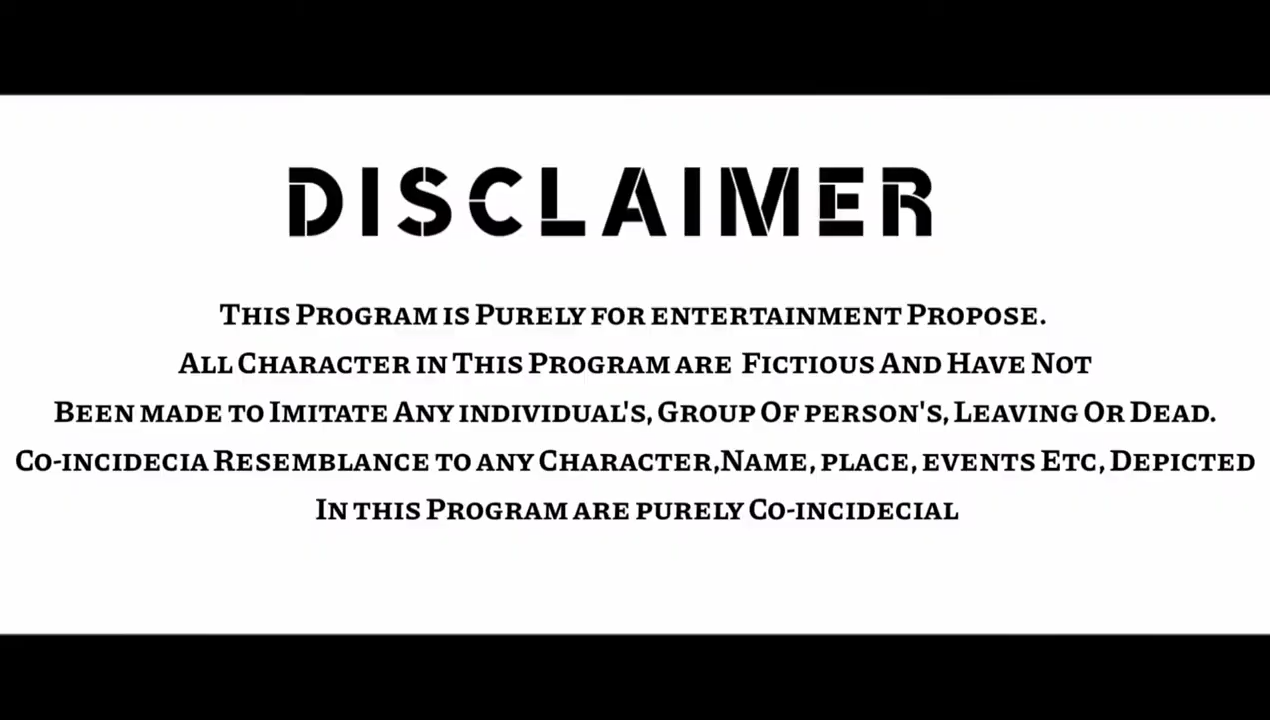 DISCLAIMER
This Program is Purely for entertainment Propose.
All Character in This Program are Fictious And Have Not
Been made to Imitate Any individual's, Group Of person's, Leaving Or Dead.
Co-incidecia Resemblance to any Character,Name, place, events Etc, Depicted
In this Program are purely Co-incidecial